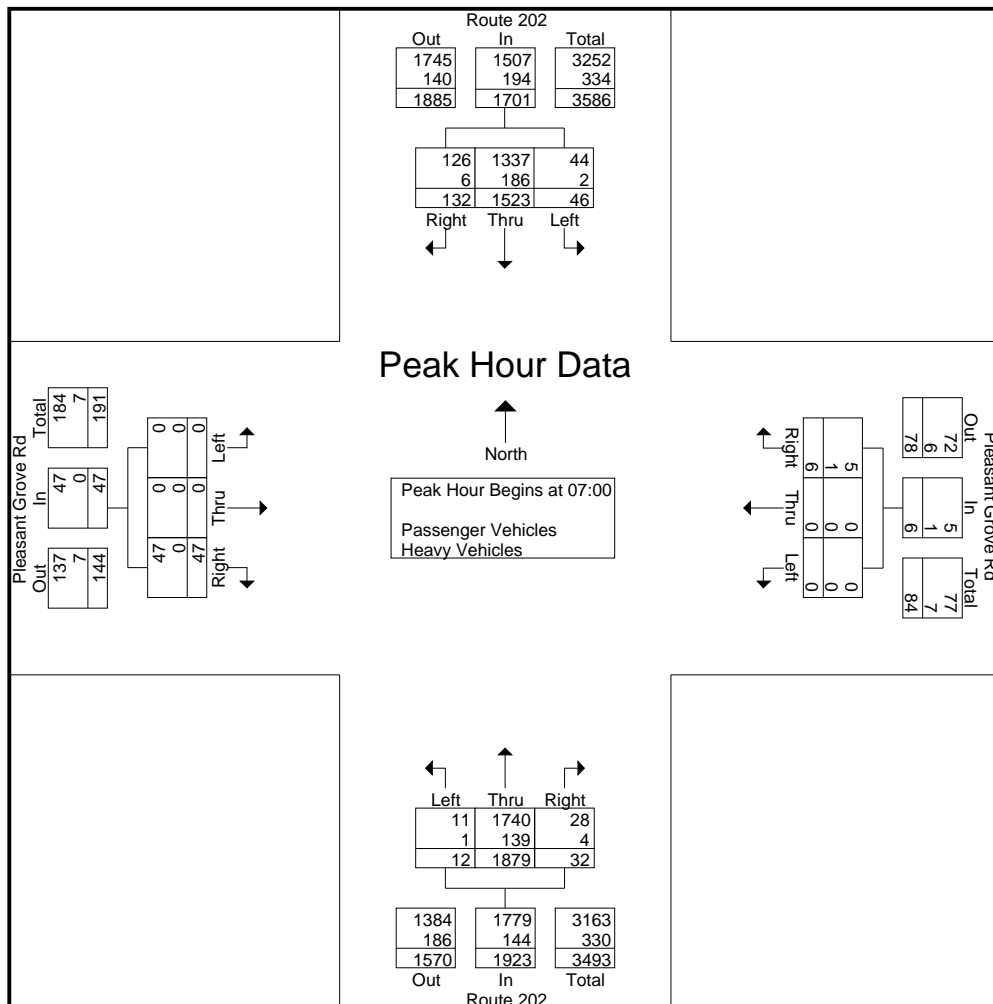 Route 202
Out In Total
1745 1507 3252
140 194 334
1885 1701 3586
126 1337 44
6 186 2
132 1523 46
Right Thru Left
Peak Hour Data
North
Peak Hour Begins at 07:00
Passenger Vehicles
Heavy Vehicles
Pleasant Grove Rd
Total In Out
184 47 137
7 0 7
191 47 144
Left Thru Right
0 0 47
0 0 0
0 0 47
Pleasant Grove Rd
Out In Total
72 5 77
6 1 7
78 6 84
Right Thru Left
5 0 0
1 0 0
6 0 0
Left Thru Right
11 1740 28
1 139 4
12 1879 32
1384 1779 3163
186 144 330
1570 1923 3493
Out In Total
Route 202